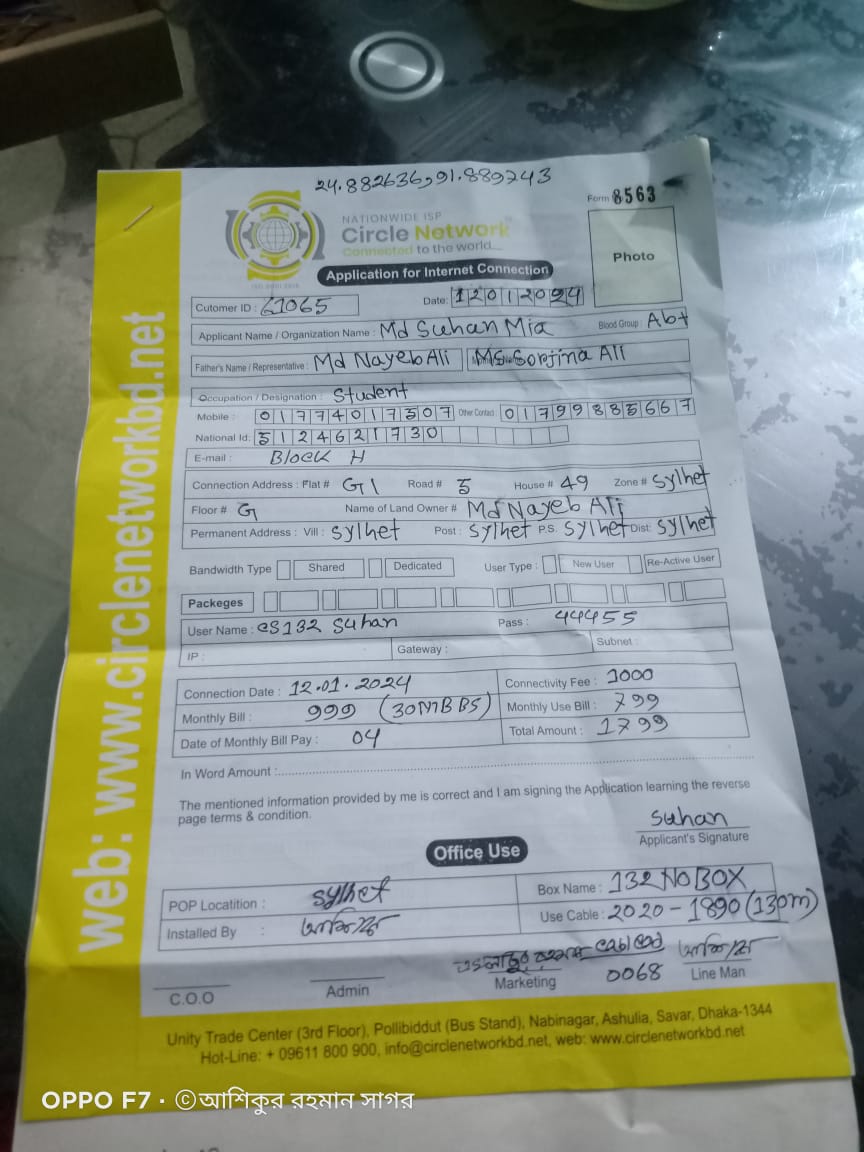 24.882636,91.889743
Form 8563
NATIONWIDE ISP
Circle Network
Connected to the world...
ISO 9001:2015
Photo
Application for Internet Connection
Cutomer ID : 61065 Date: 12012024
Applicant Name / Organization Name : Md Suhan Mia Blood Group : Ab+
Father's Name / Representative : Md Nayeb Ali Sorjina Ali
Occupation / Designation : Student
Mobile : 01774017507 Other Contact : 01799885667
National Id: 5124621730
E-mail : Block H
Connection Address : Flat # G1 Road # 5 House # 49 Zone # Sylhet
Floor # G Name of Land Owner # Md Nayeb Ali
Permanent Address : Vill : Sylhet Post : Sylhet P.S. Sylhet Dist: Sylhet
Bandwidth Type Shared Dedicated User Type : New User Re-Active User
Packeges
User Name : CS132 Suhan Pass : 44455
IP : Gateway : Subnet :
Connection Date : 12.01.2024 Connectivity Fee : 1000
Monthly Bill : 999 (30MBBS) Monthly Use Bill : 799
Date of Monthly Bill Pay : 04 Total Amount : 1799
In Word Amount :
The mentioned information provided by me is correct and I am signing the Application learning the reverse
page terms & condition.
Suhan
Applicant's Signature
Office Use
POP Locatition : Sylhet Box Name : 132 NO BOX
Installed By : Use Cable : 2020 - 1890 (130m)
0068
C.O.O Admin Marketing Line Man
Unity Trade Center (3rd Floor), Pollibiddut (Bus Stand), Nabinagar, Ashulia, Savar, Dhaka-1344
Hot-Line: + 09611 800 900, info@circlenetworkbd.net, web: www.circlenetworkbd.net
web: www.circlenetworkbd.net
OPPO F7 · ©আশিকুর রহমান সাগর